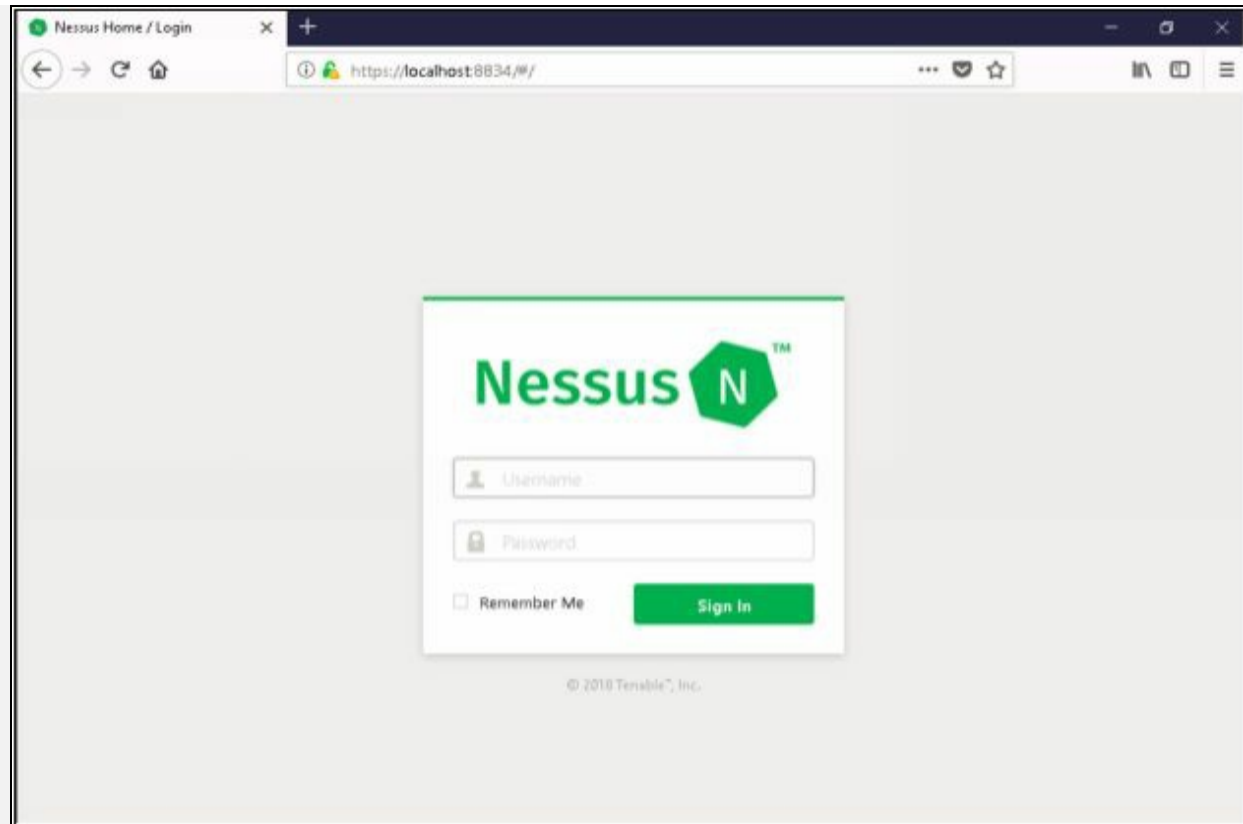 Nessus Home / Login
https://localhost:8834/#/
Nessus N ™
Username
Password
Remember Me
Sign In
© 2018 Tenable™, Inc.